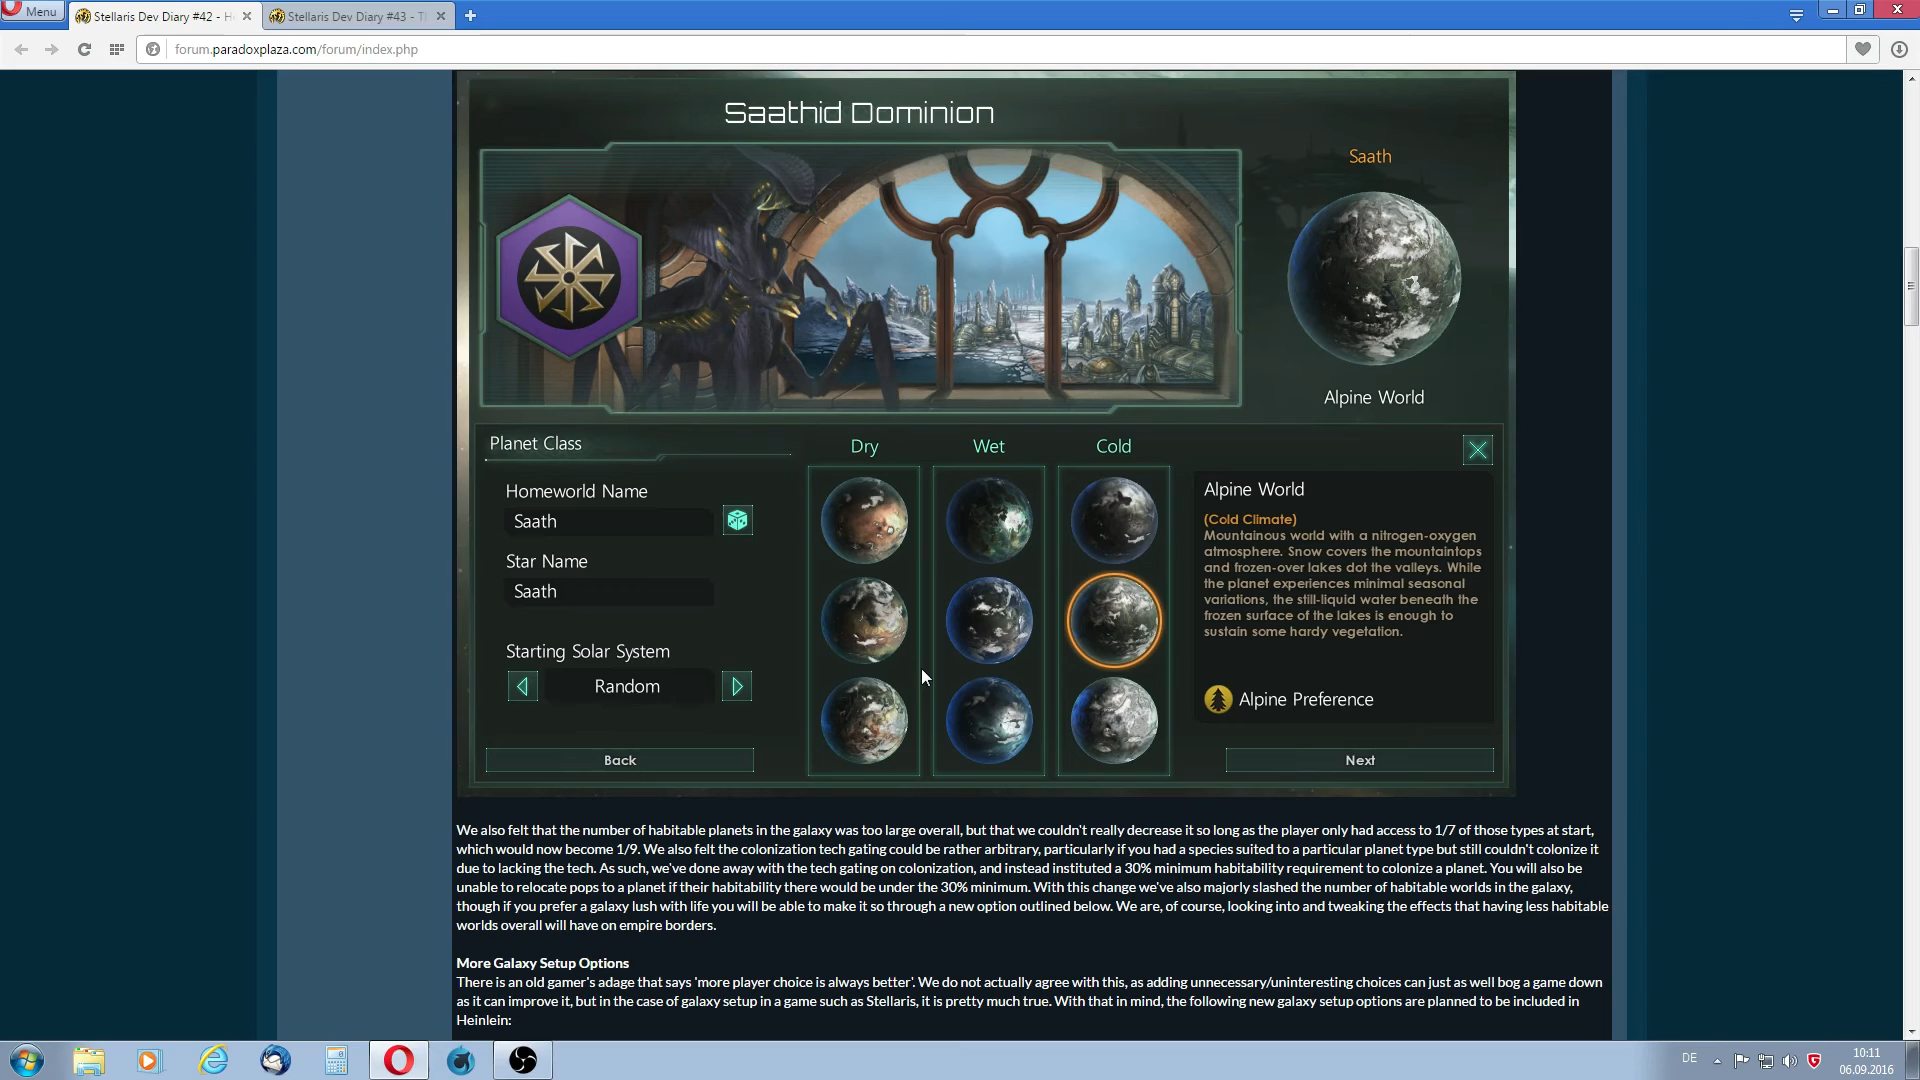 Menu
Stellaris Dev Diary #42 - H
Stellaris Dev Diary #43 - T
forum.paradoxplaza.com/forum/index.php
Saathid Dominion
Saath
Alpine World
Planet Class
Dry
Wet
Cold
Homeworld Name
Saath
Star Name
Saath
Starting Solar System
Random
Back
Alpine World
(Cold Climate)
Mountainous world with a nitrogen-oxygen
atmosphere. Snow covers the mountaintops
and frozen-over lakes dot the valleys. While
the planet experiences minimal seasonal
variations, the still-liquid water beneath the
frozen surface of the lakes is enough to
sustain some hardy vegetation.
Alpine Preference
Next
We also felt that the number of habitable planets in the galaxy was too large overall, but that we couldn't really decrease it so long as the player only had access to 1/7 of those types at start,
which would now become 1/9. We also felt the colonization tech gating could be rather arbitrary, particularly if you had a species suited to a particular planet type but still couldn't colonize it
due to lacking the tech. As such, we've done away with the tech gating on colonization, and instead instituted a 30% minimum habitability requirement to colonize a planet. You will also be
unable to relocate pops to a planet if their habitability there would be under the 30% minimum. With this change we've also majorly slashed the number of habitable worlds in the galaxy,
though if you prefer a galaxy lush with life you will be able to make it so through a new option outlined below. We are, of course, looking into and tweaking the effects that having less habitable
worlds overall will have on empire borders.
More Galaxy Setup Options
There is an old gamer's adage that says 'more player choice is always better'. We do not actually agree with this, as adding unnecessary/uninteresting choices can just as well bog a game down
as it can improve it, but in the case of galaxy setup in a game such as Stellaris, it is pretty much true. With that in mind, the following new galaxy setup options are planned to be included in
Heinlein:
DE
10:11
06.09.2016